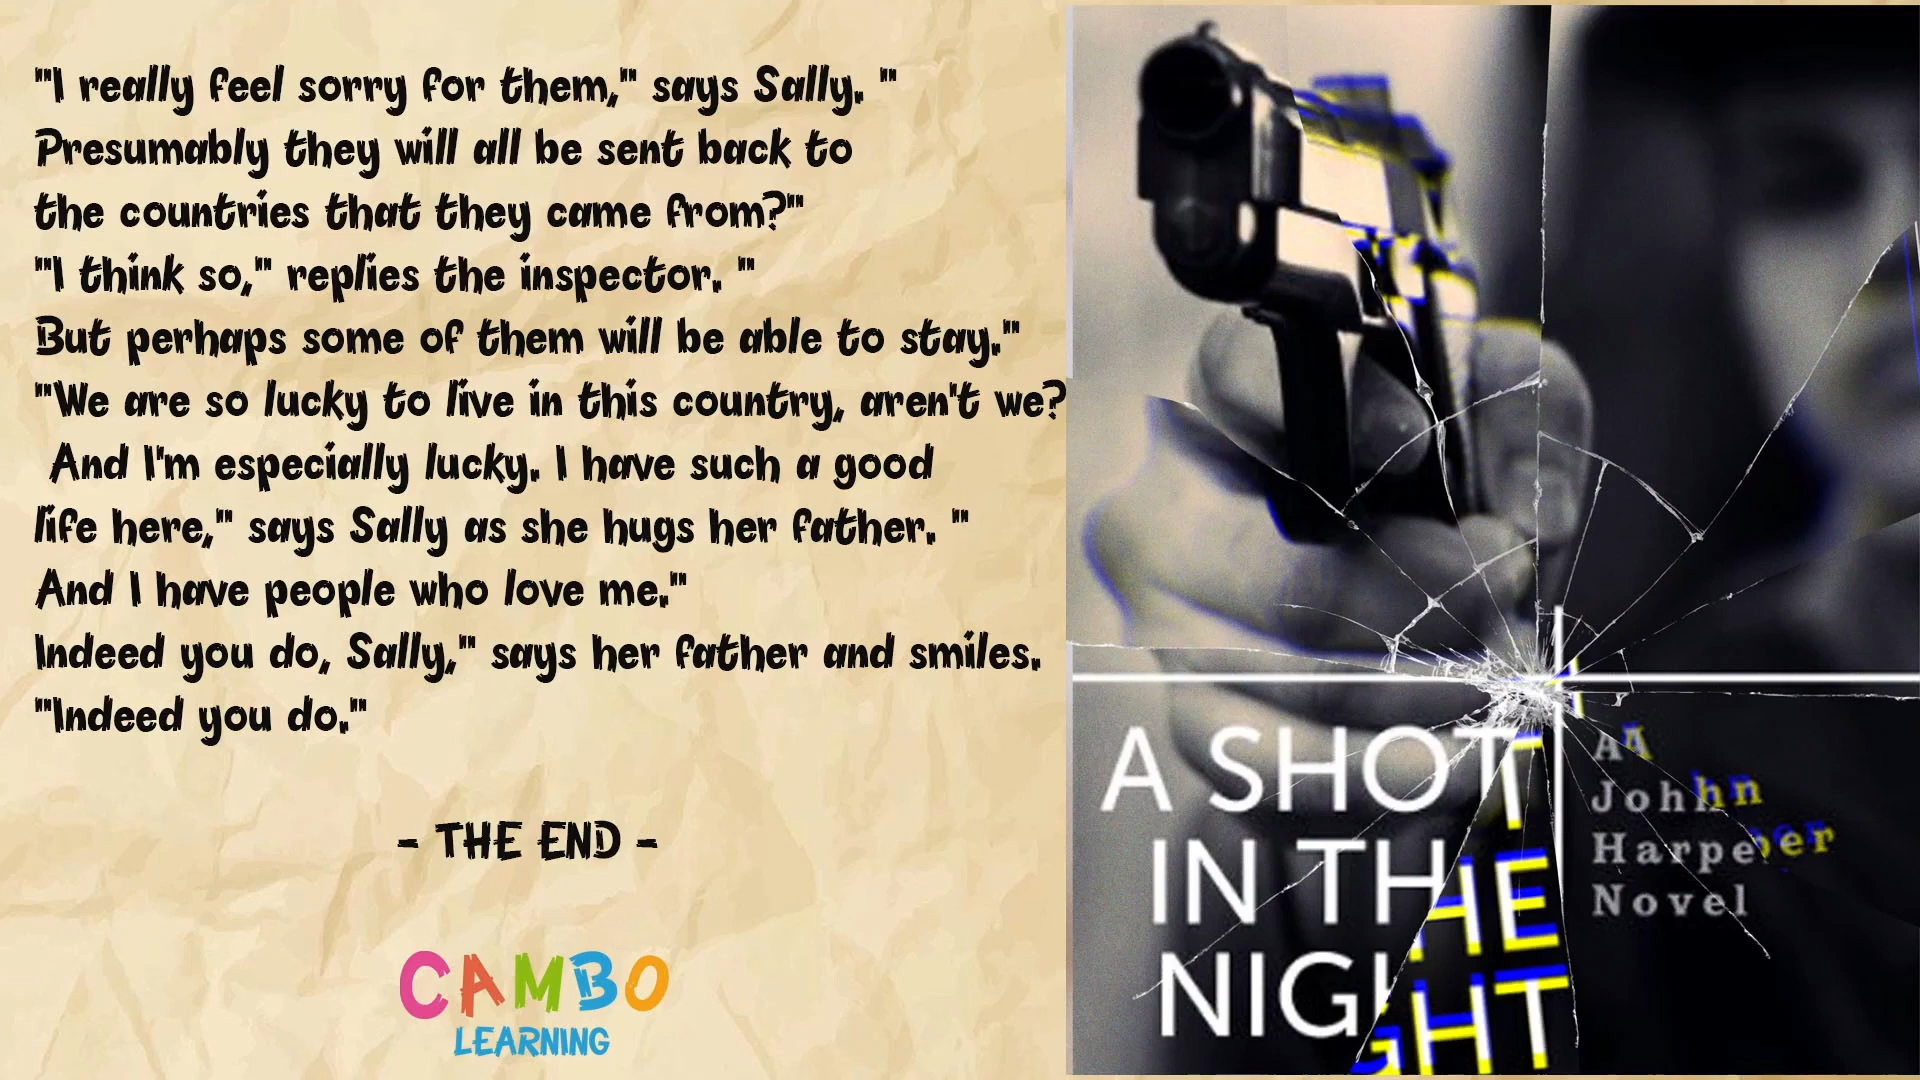 "I really feel sorry for them," says Sally. "
Presumably they will all be sent back to
the countries that they came from?"
"I think so," replies the inspector. "
But perhaps some of them will be able to stay."
"We are so lucky to live in this country, aren't we?
And I'm especially lucky. I have such a good
life here," says Sally as she hugs her father. "
And I have people who love me."
Indeed you do, Sally," says her father and smiles.
"Indeed you do."
- THE END -
CAMBO
LEARNING
A SHOT
IN THE
NIGHT
A
John
Harper
Novel